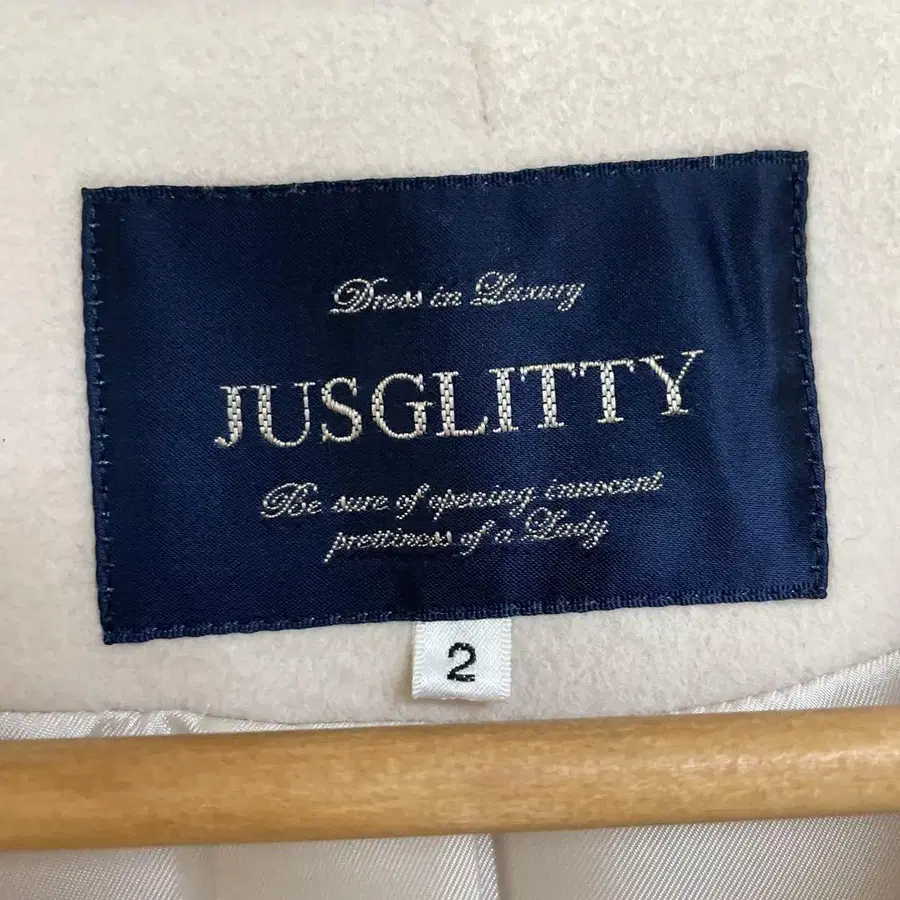 Dress in Luxury
JUSGLITTY
Be sure of opening innocent
prettiness of a Lady
2